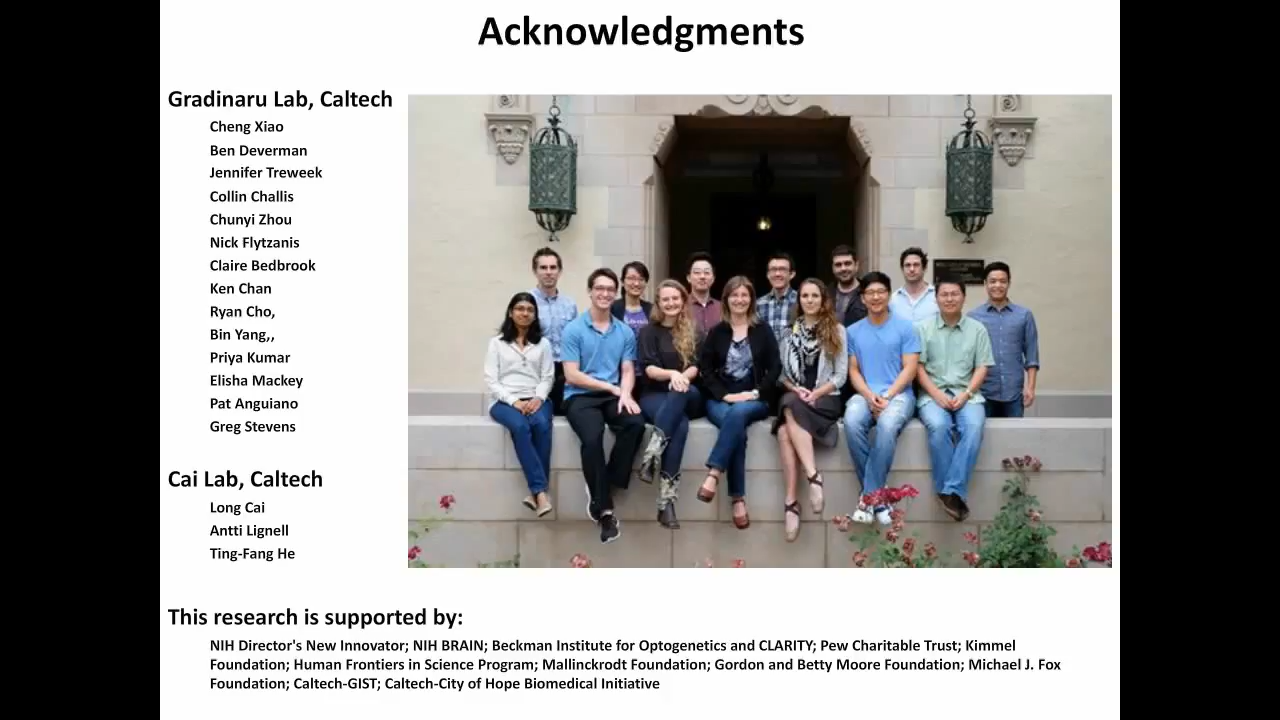 Acknowledgments
Gradinaru Lab, Caltech
Cheng Xiao
Ben Deverman
Jennifer Treweek
Collin Challis
Chunyi Zhou
Nick Flytzanis
Claire Bedbrook
Ken Chan
Ryan Cho,
Bin Yang,,
Priya Kumar
Elisha Mackey
Pat Anguiano
Greg Stevens
Cai Lab, Caltech
Long Cai
Antti Lignell
Ting-Fang He
This research is supported by:
NIH Director's New Innovator; NIH BRAIN; Beckman Institute for Optogenetics and CLARITY; Pew Charitable Trust; Kimmel
Foundation; Human Frontiers in Science Program; Mallinckrodt Foundation; Gordon and Betty Moore Foundation; Michael J. Fox
Foundation; Caltech-GIST; Caltech-City of Hope Biomedical Initiative